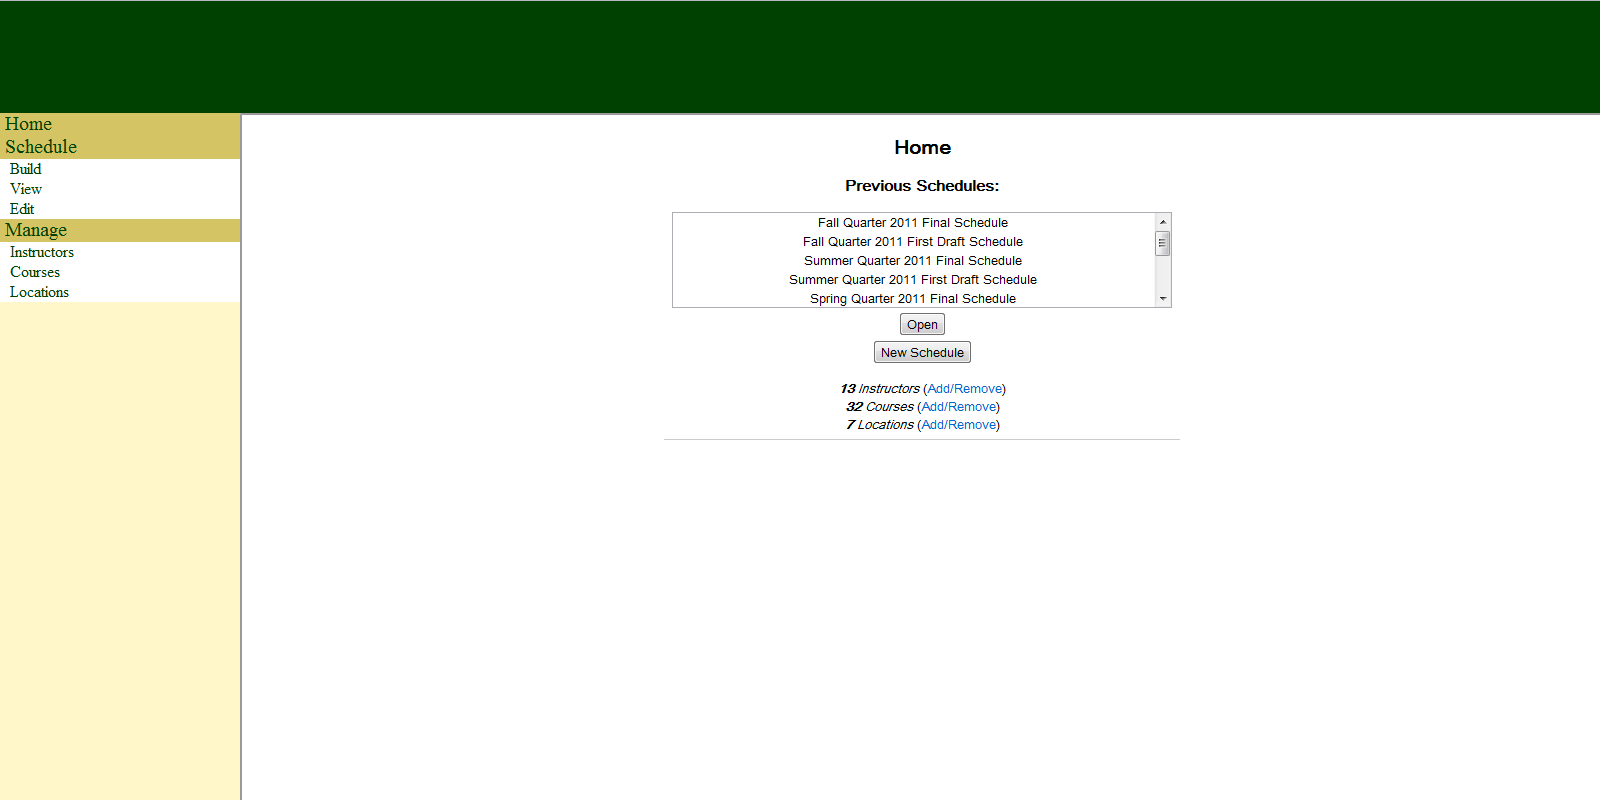 Home
Schedule
Build
View
Edit
Manage
Instructors
Courses
Locations
Home
Previous Schedules:
Fall Quarter 2011 Final Schedule
Fall Quarter 2011 First Draft Schedule
Summer Quarter 2011 Final Schedule
Summer Quarter 2011 First Draft Schedule
Spring Quarter 2011 Final Schedule
Open
New Schedule
13 Instructors (Add/Remove)
32 Courses (Add/Remove)
7 Locations (Add/Remove)